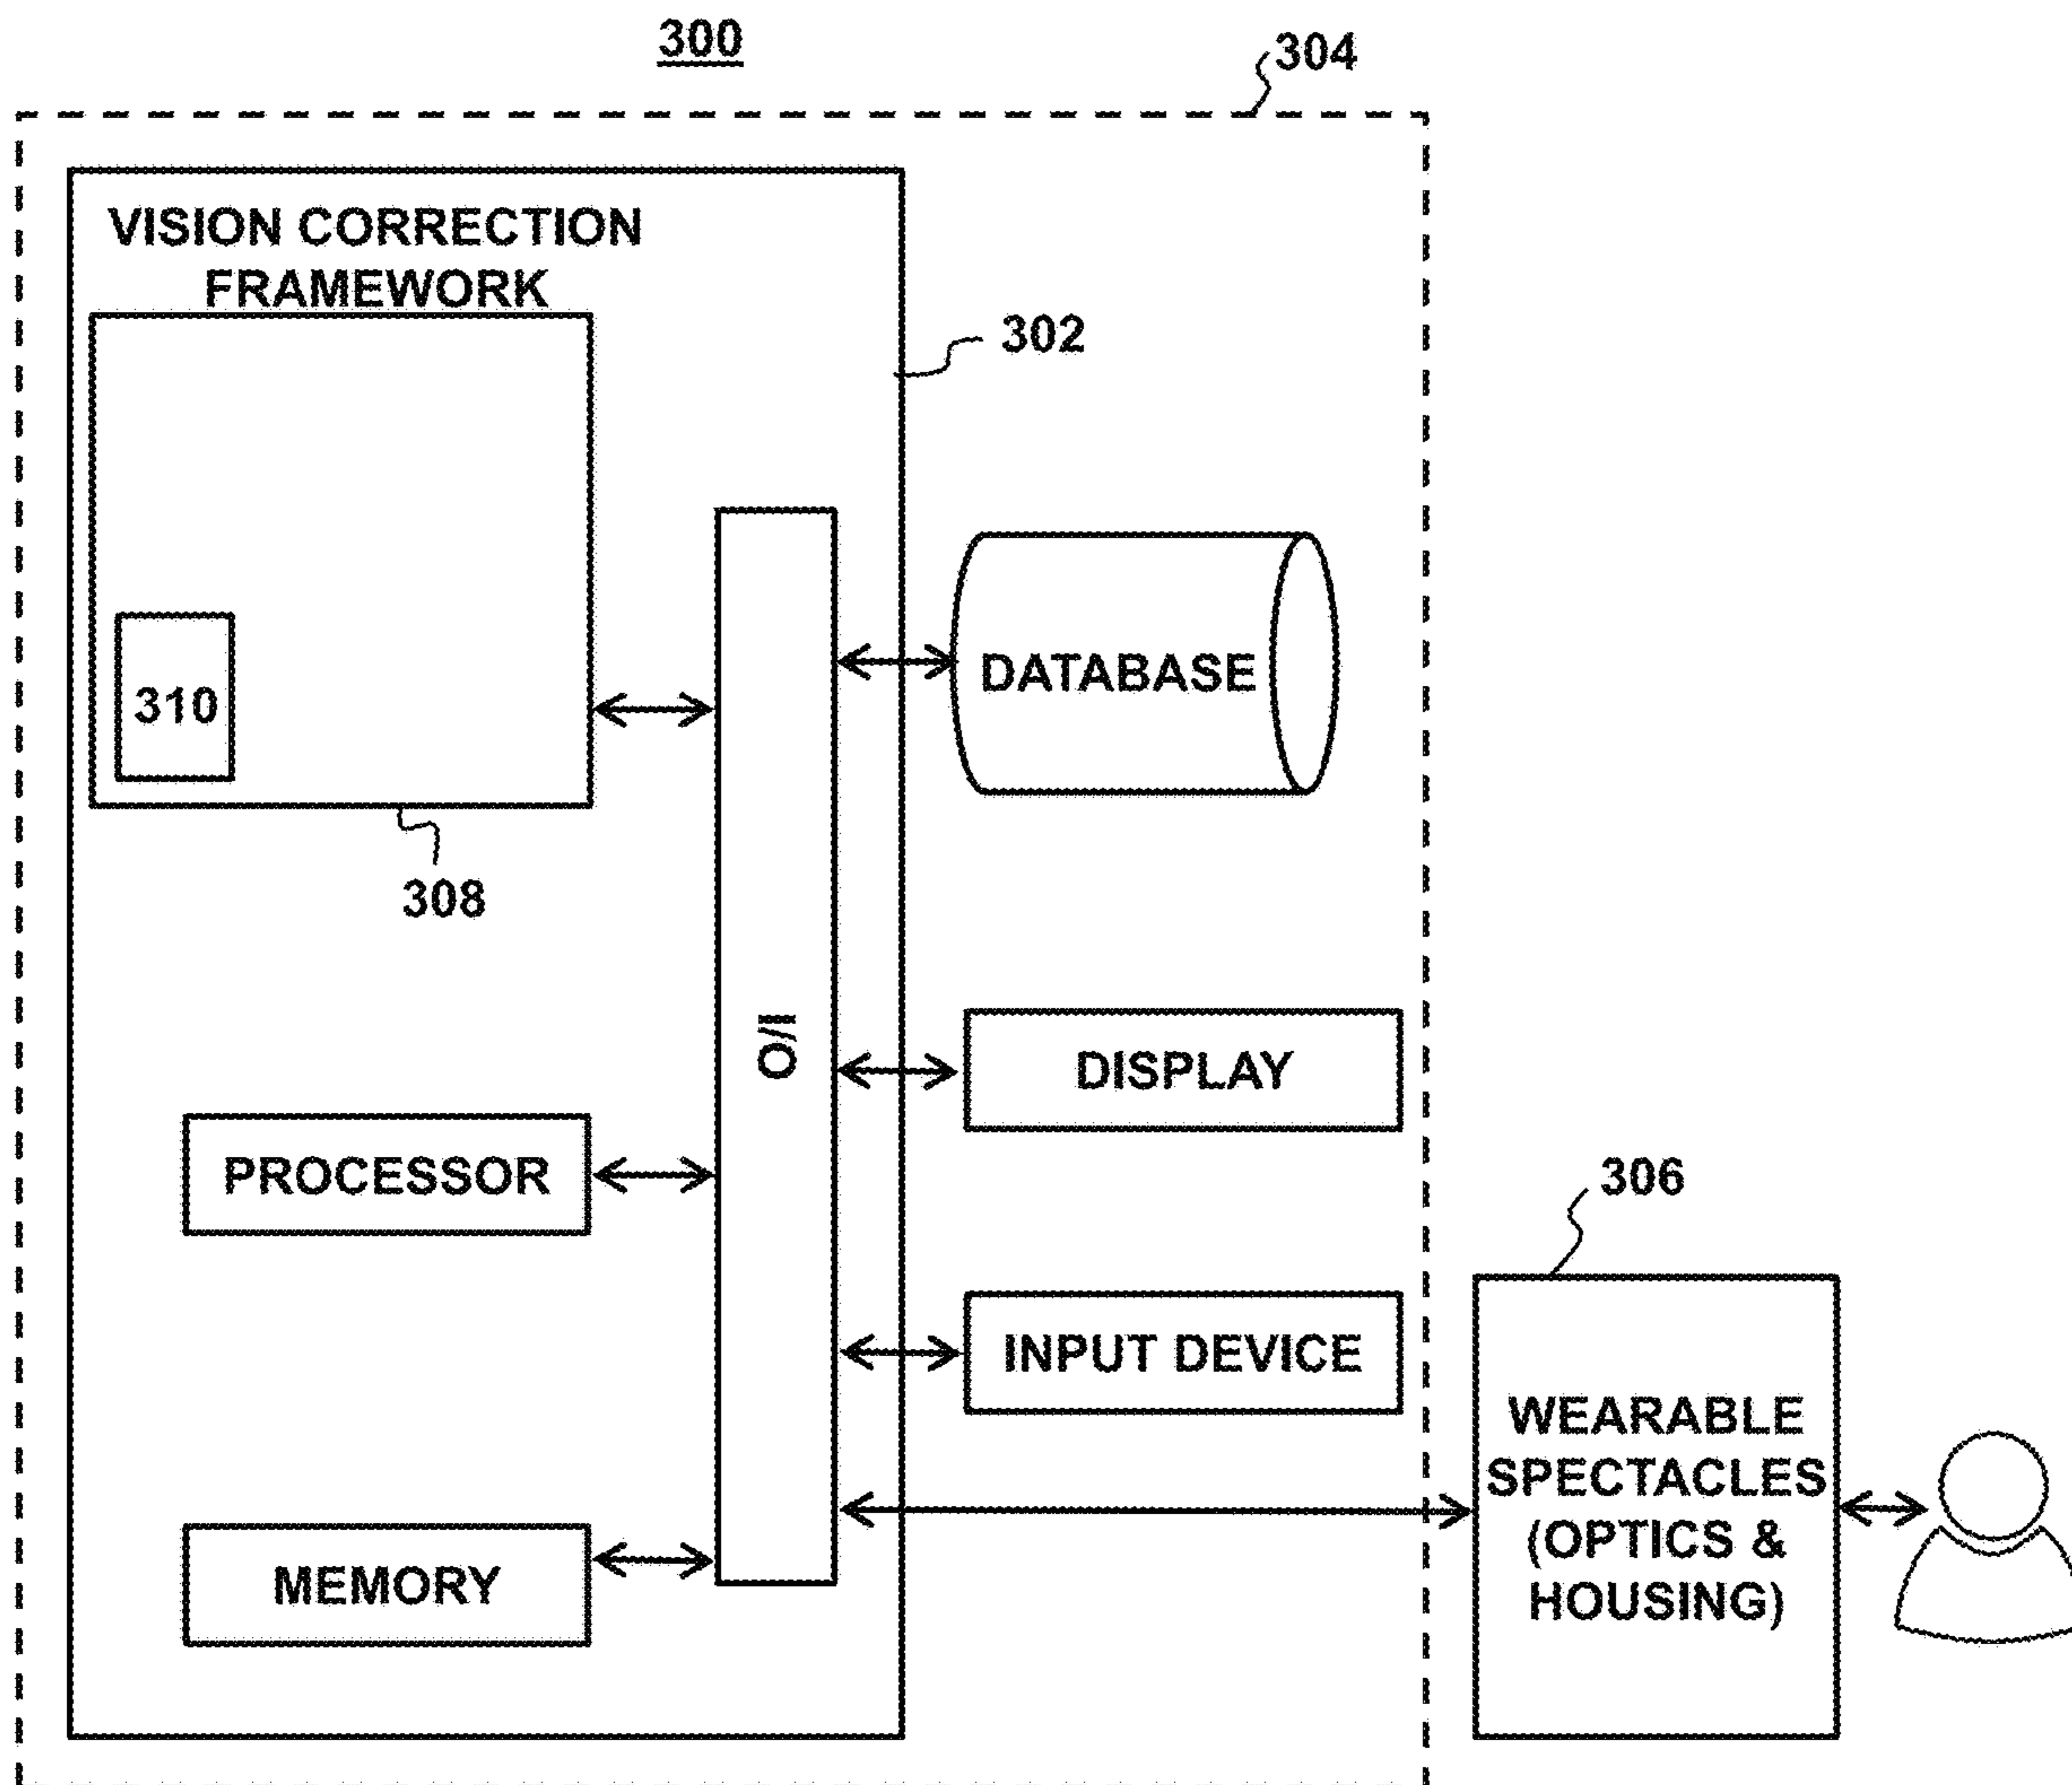 300
304
VISION CORRECTION
FRAMEWORK
302
310
308
DATABASE
O/I
DISPLAY
PROCESSOR
306
INPUT DEVICE
WEARABLE
SPECTACLES
(OPTICS &
HOUSING)
MEMORY